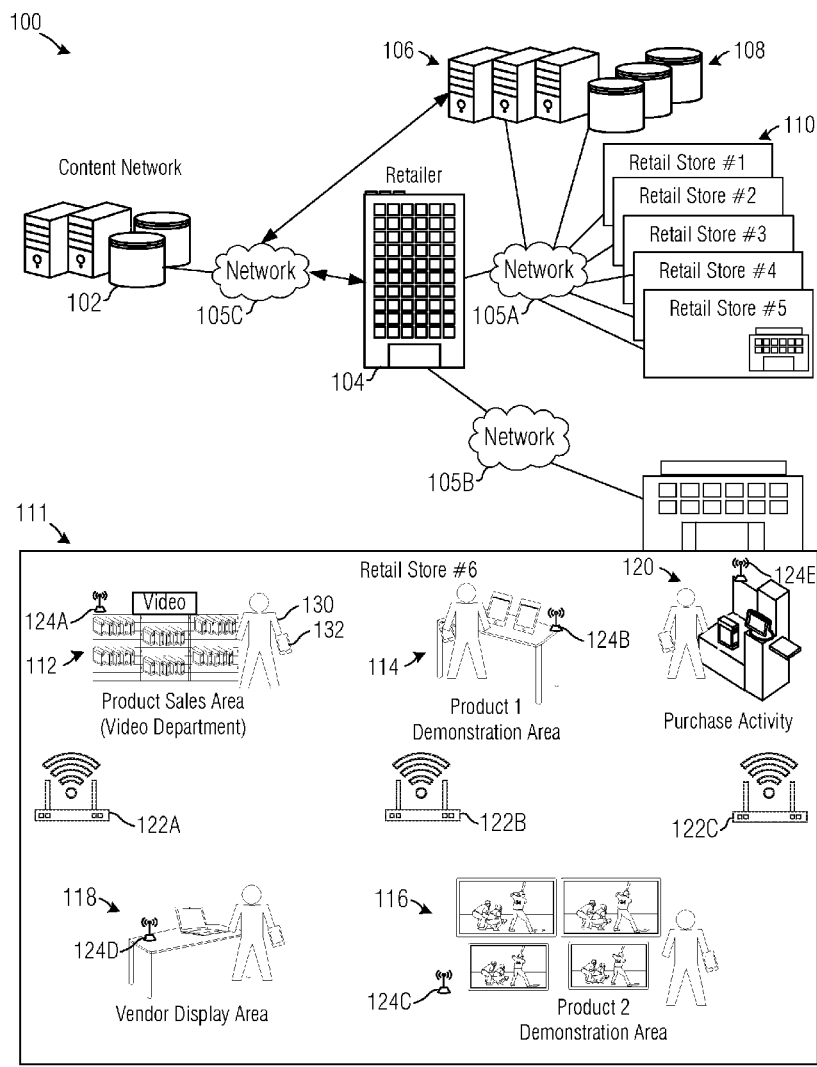 100
106
108
110
Content Network
Retailer
Retail Store #1
Retail Store #2
Retail Store #3
Retail Store #4
Retail Store #5
Network
Network
102
105C
105A
104
Network
105B
111
Retail Store #6
120
124E
124A
Video
130
132
124B
112
114
Product Sales Area
(Video Department)
Product 1
Demonstration Area
Purchase Activity
122A
122B
122C
118
116
124D
124C
Vendor Display Area
Product 2
Demonstration Area